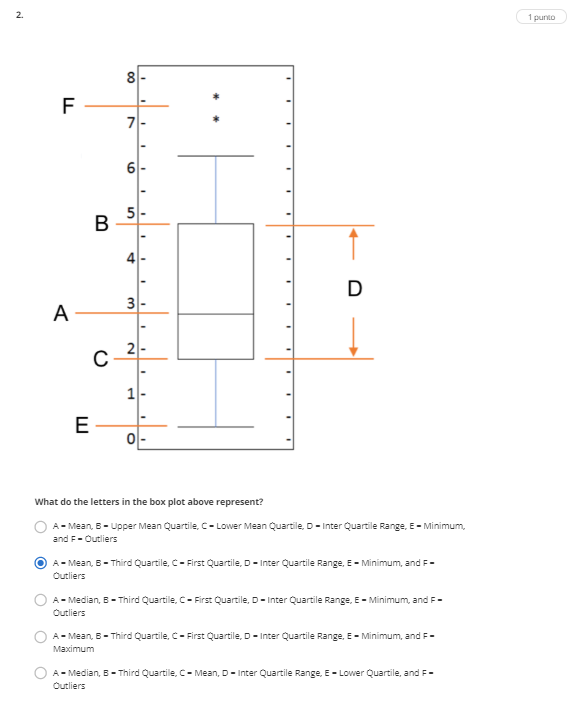 2.
1 punto
8
F
7
6
5
B
4
D
3
A
2
C
1
E
0
What do the letters in the box plot above represent?
A = Mean, B = Upper Mean Quartile, C = Lower Mean Quartile, D = Inter Quartile Range, E = Minimum,
and F = Outliers
A = Mean, B = Third Quartile, C = First Quartile, D = Inter Quartile Range, E = Minimum, and F =
Outliers
A = Median, B = Third Quartile, C = First Quartile, D = Inter Quartile Range, E = Minimum, and F =
Outliers
A = Mean, B = Third Quartile, C = First Quartile, D = Inter Quartile Range, E = Minimum, and F =
Maximum
A = Median, B = Third Quartile, C = Mean, D = Inter Quartile Range, E = Lower Quartile, and F =
Outliers